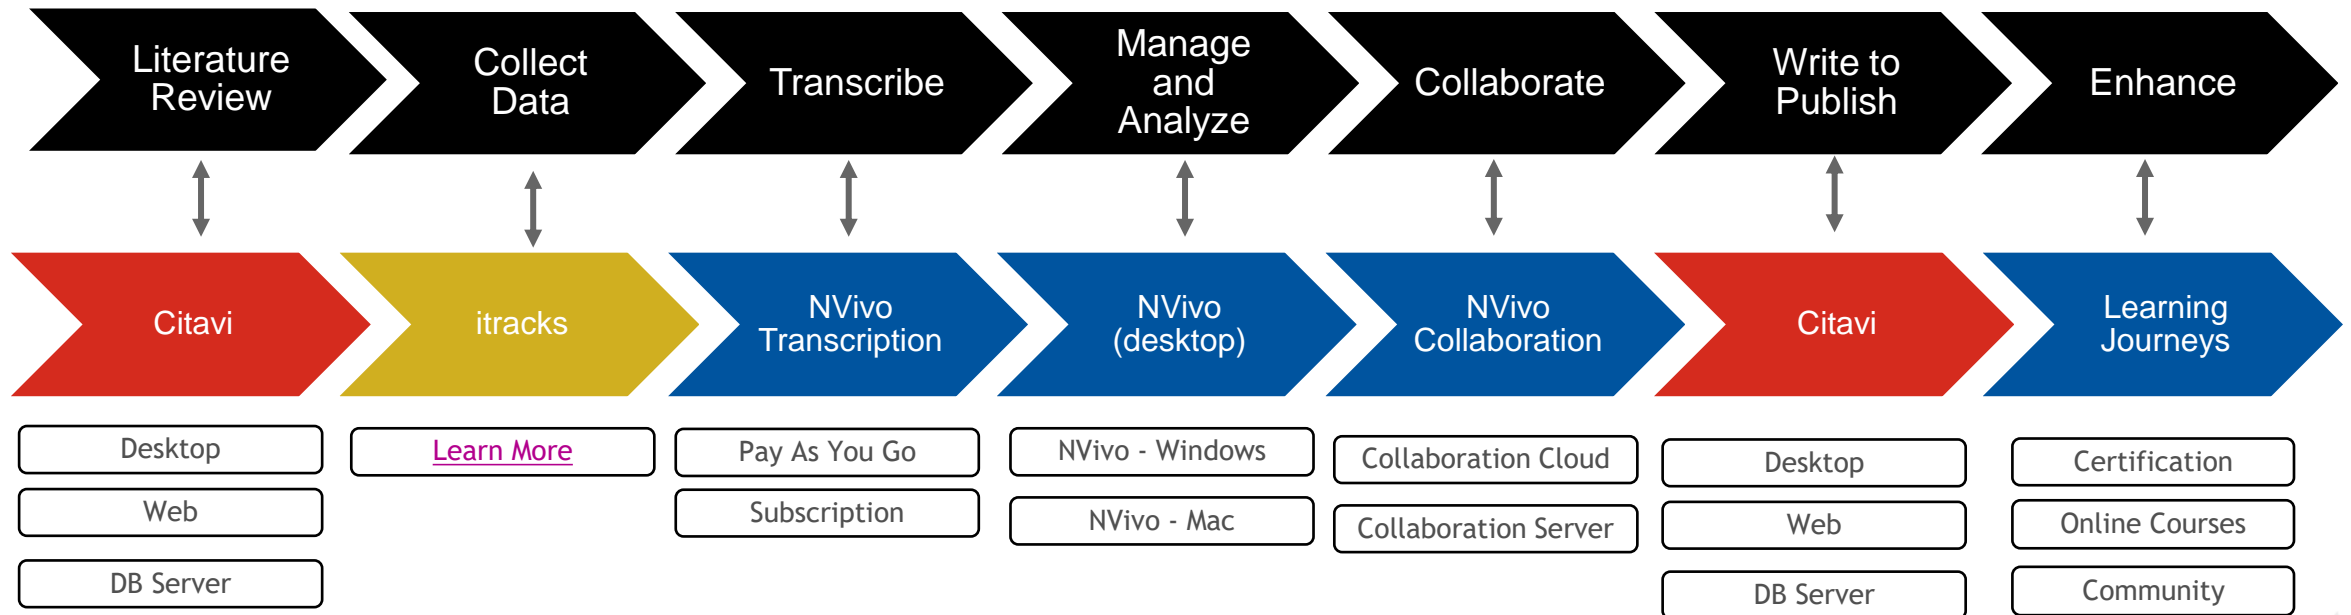 Literature
Review
Collect
Data
Transcribe
Manage
and
Analyze
Collaborate
Write to
Publish
Enhance
Citavi
itracks
NVivo
Transcription
NVivo
(desktop)
NVivo
Collaboration
Citavi
Learning
Journeys
Desktop
Web
DB Server
Learn More
Pay As You Go
Subscription
NVivo - Windows
NVivo - Mac
Collaboration Cloud
Collaboration Server
Desktop
Web
DB Server
Certification
Online Courses
Community